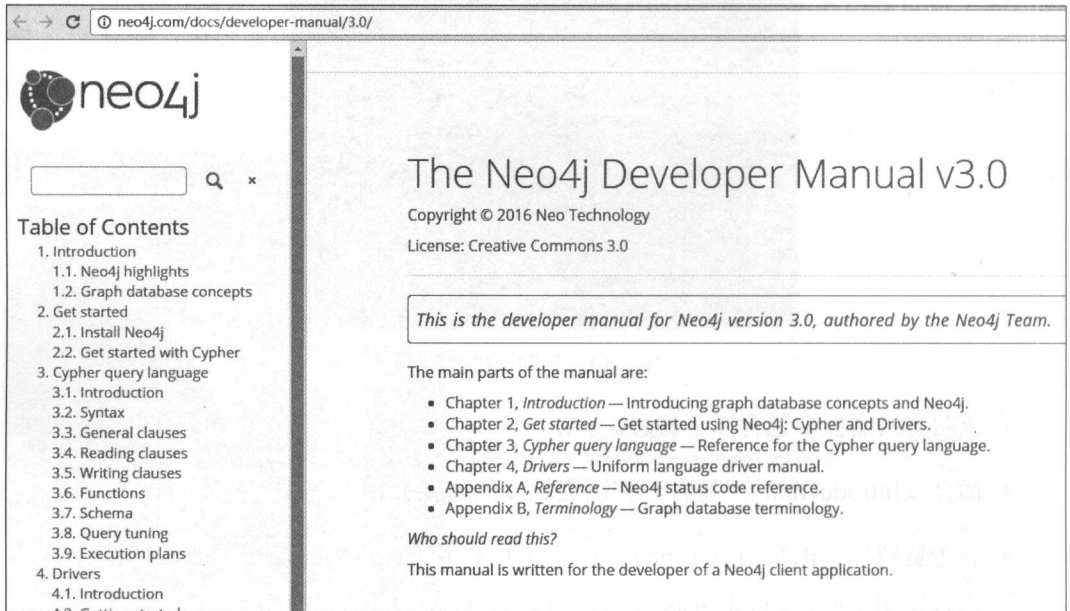 neo4j.com/docs/developer-manual/3.0/
neo4j
Table of Contents
1. Introduction
1.1. Neo4j highlights
1.2. Graph database concepts
2. Get started
2.1. Install Neo4j
2.2. Get started with Cypher
3. Cypher query language
3.1. Introduction
3.2. Syntax
3.3. General clauses
3.4. Reading clauses
3.5. Writing clauses
3.6. Functions
3.7. Schema
3.8. Query tuning
3.9. Execution plans
4. Drivers
4.1. Introduction
The Neo4j Developer Manual v3.0
Copyright © 2016 Neo Technology
License: Creative Commons 3.0
This is the developer manual for Neo4j version 3.0, authored by the Neo4j Team.
The main parts of the manual are:
▪ Chapter 1, Introduction — Introducing graph database concepts and Neo4j.
▪ Chapter 2, Get started — Get started using Neo4j: Cypher and Drivers.
▪ Chapter 3, Cypher query language — Reference for the Cypher query language.
▪ Chapter 4, Drivers — Uniform language driver manual.
▪ Appendix A, Reference — Neo4j status code reference.
▪ Appendix B, Terminology — Graph database terminology.
Who should read this?
This manual is written for the developer of a Neo4j client application.